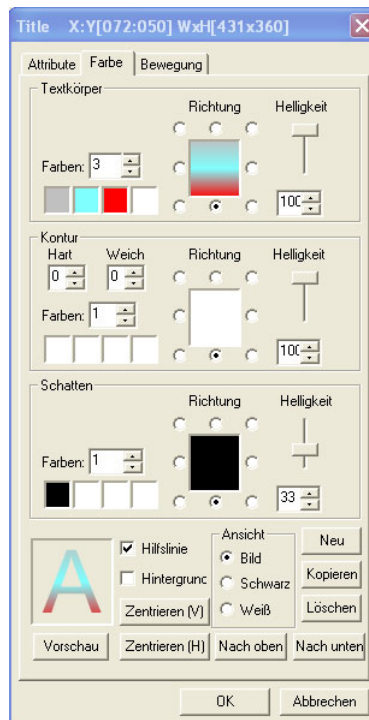 Title X:Y[072:050] WxH[431x360]
Attribute Farbe Bewegung
Textkörper
Richtung Helligkeit
Farben: 3
100
Kontur
Hart Weich Richtung Helligkeit
0 0
Farben: 1
100
Schatten
Richtung Helligkeit
Farben: 1
33
A
Hilfslinie
Hintergrunc
Zentrieren (V)
Ansicht
Bild
Schwarz
Weiß
Neu
Kopieren
Löschen
Vorschau Zentrieren (H) Nach oben Nach unten
OK Abbrechen